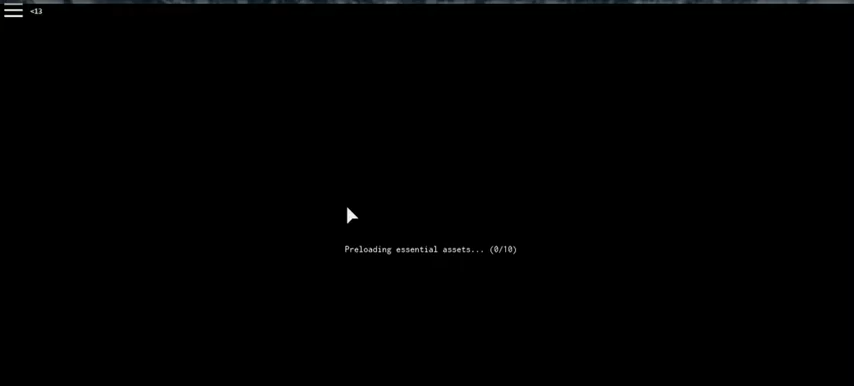 <13
Preloading essential assets... (0/10)